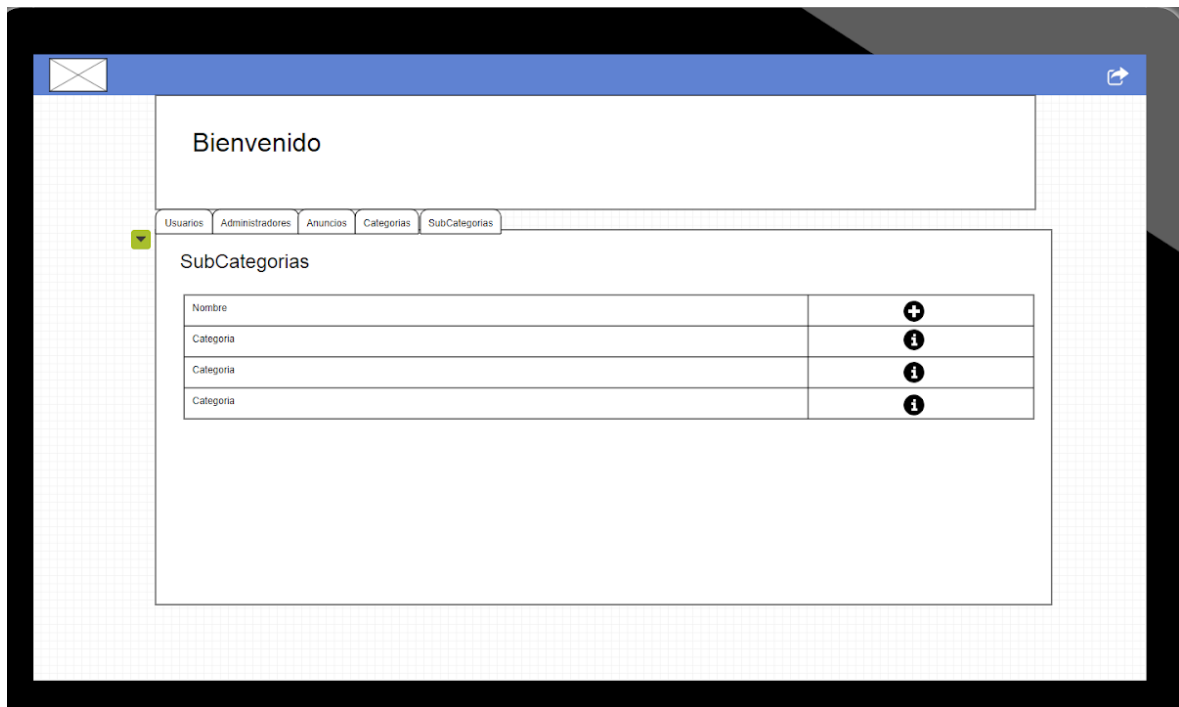 Bienvenido
Usuarios Administradores Anuncios Categorias SubCategorias
SubCategorias
Nombre
Categoria
Categoria
Categoria